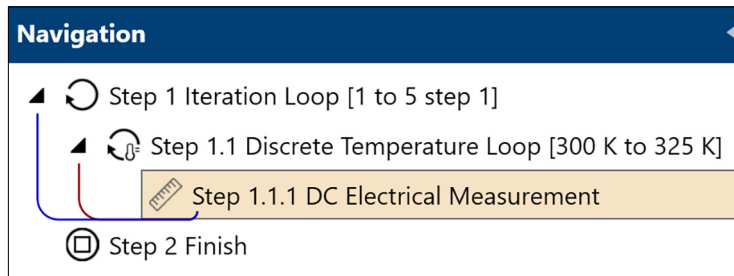 Navigation
Step 1 Iteration Loop [1 to 5 step 1]
Step 1.1 Discrete Temperature Loop [300 K to 325 K]
Step 1.1.1 DC Electrical Measurement
Step 2 Finish